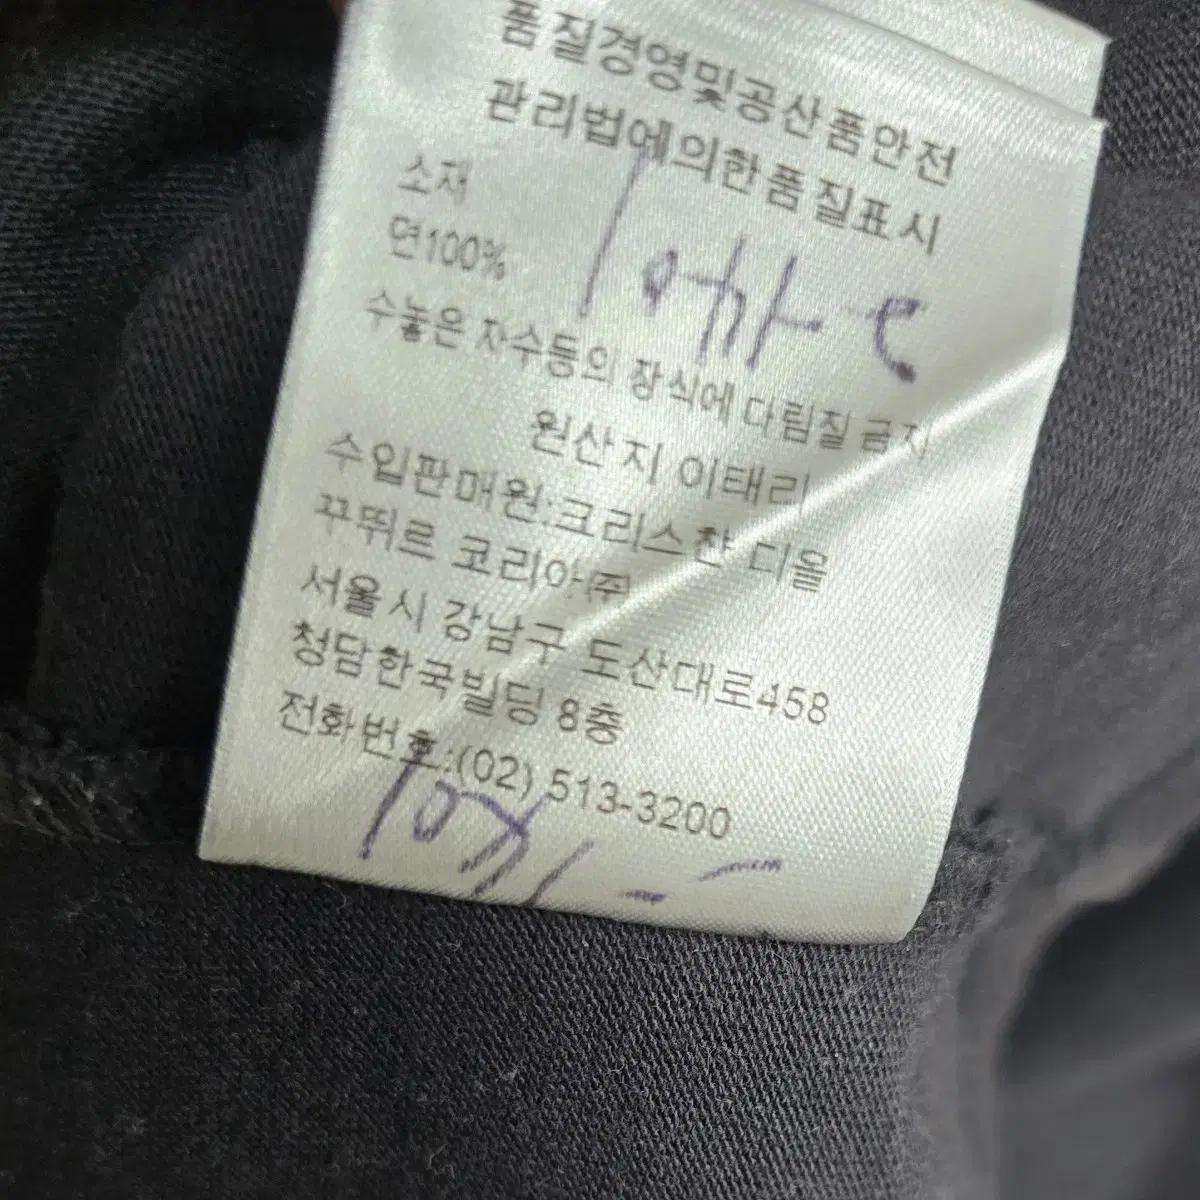 품질경영및공산품안전
관리법에의한품질표시
소재
면100%
수놓은 자수등의 장식에 다림질 금지
원산지 이태리
수입판매원:크리스챤 디올
꾸뛰르 코리아(주)
서울시 강남구 도산대로458
청담한국빌딩 8층
전화번호:(02) 513-3200